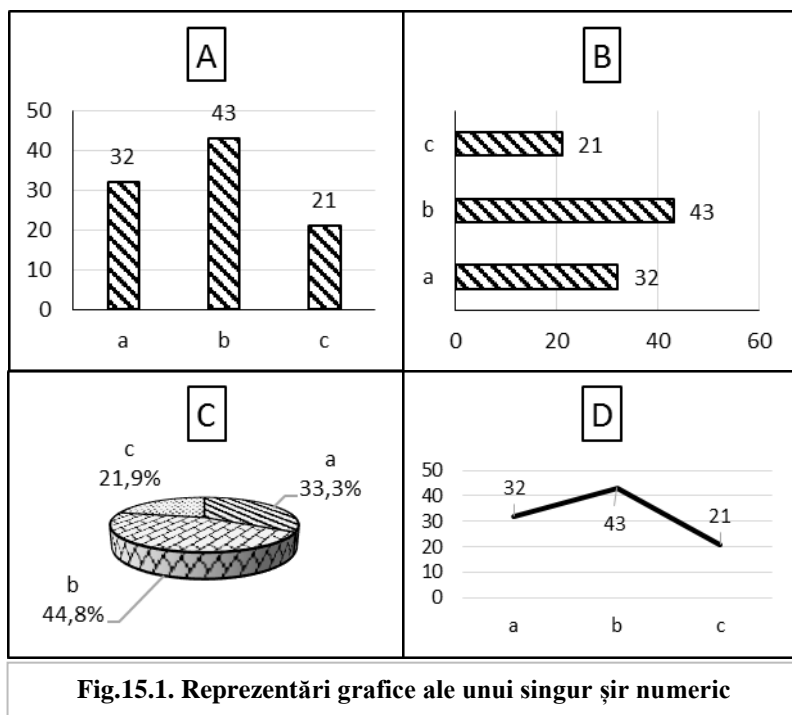 A
50
40
30
20
10
0
32
43
21
a b c
B
c 21
b 43
a 32
0 20 40 60
C
c
21,9%
a
33,3%
b
44,8%
D
50
40
30
20
10
0
32
43
21
a b c
Fig.15.1. Reprezentări grafice ale unui singur șir numeric